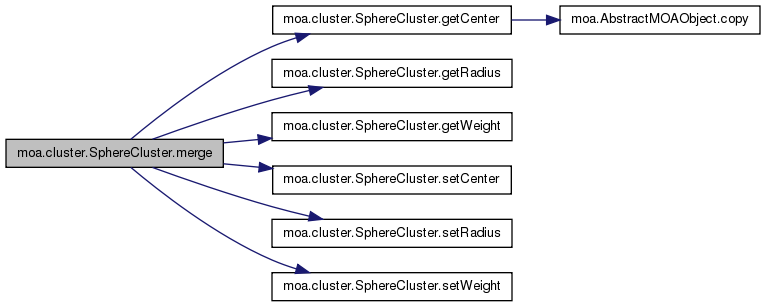 moa.cluster.SphereCluster.getCenter
moa.AbstractMOAObject.copy
moa.cluster.SphereCluster.getRadius
moa.cluster.SphereCluster.getWeight
moa.cluster.SphereCluster.merge
moa.cluster.SphereCluster.setCenter
moa.cluster.SphereCluster.setRadius
moa.cluster.SphereCluster.setWeight